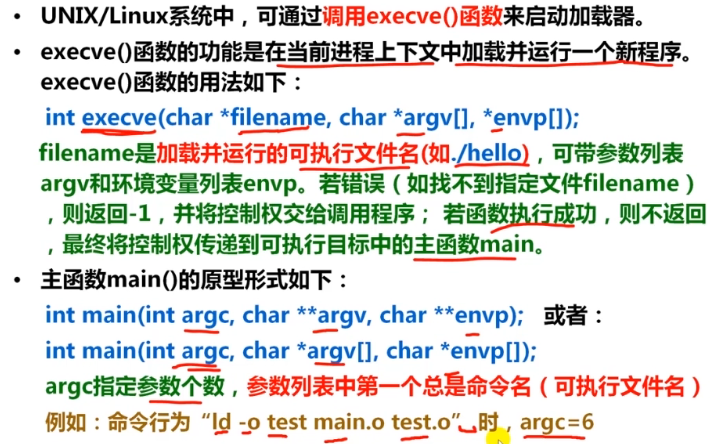 • UNIX/Linux系统中，可通过调用execve()函数来启动加载器。
• execve()函数的功能是在当前进程上下文中加载并运行一个新程序。
execve()函数的用法如下：
int execve(char *filename, char *argv[], *envp[]);
filename是加载并运行的可执行文件名(如./hello)，可带参数列表
argv和环境变量列表envp。若错误（如找不到指定文件filename）
，则返回-1，并将控制权交给调用程序； 若函数执行成功，则不返回
，最终将控制权传递到可执行目标中的主函数main。
• 主函数main()的原型形式如下：
int main(int argc, char **argv, char **envp); 或者：
int main(int argc, char *argv[], char *envp[]);
argc指定参数个数，参数列表中第一个总是命令名（可执行文件名）
例如：命令行为“ld -o test main.o test.o” 时，argc=6